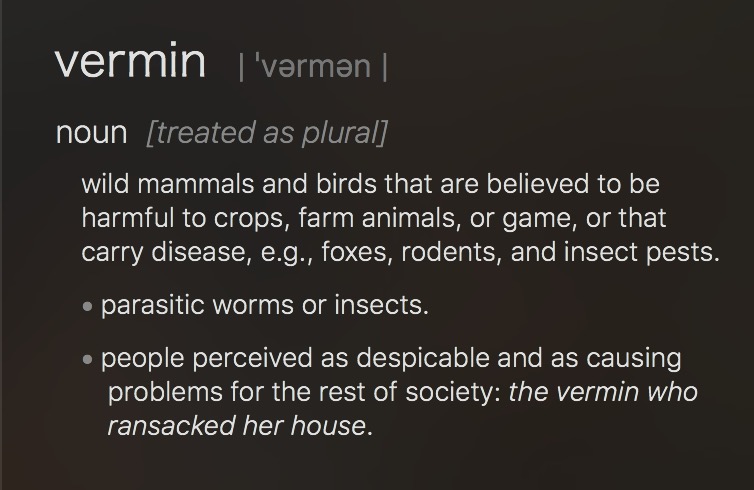 vermin | ˈvərmən |
noun [treated as plural]
wild mammals and birds that are believed to be
harmful to crops, farm animals, or game, or that
carry disease, e.g., foxes, rodents, and insect pests.
• parasitic worms or insects.
• people perceived as despicable and as causing
problems for the rest of society: the vermin who
ransacked her house.